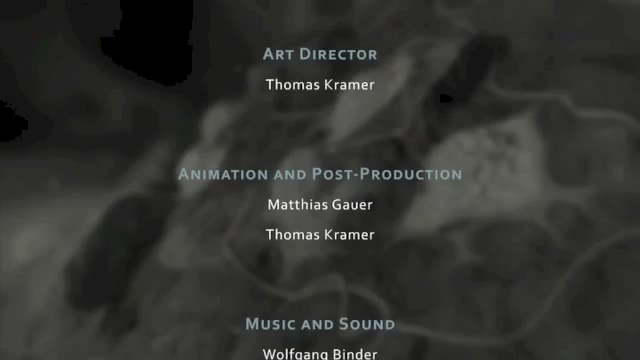 Art Director
Thomas Kramer
Animation and Post-Production
Matthias Gauer
Thomas Kramer
Music and Sound
Wolfgang Binder